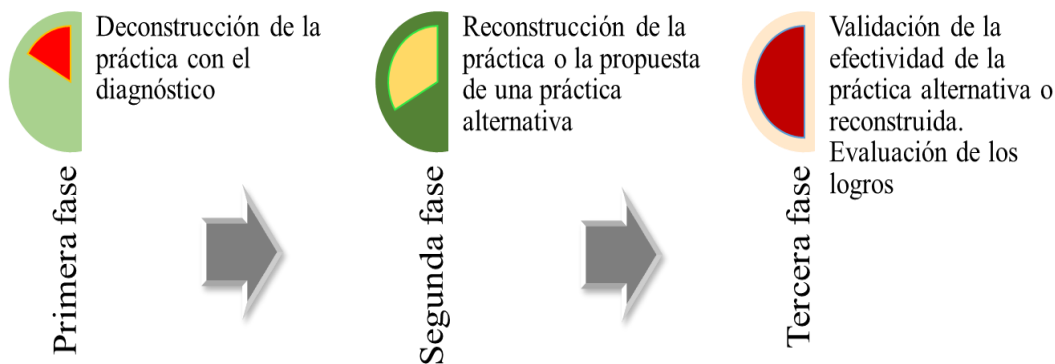 Deconstrucción de la
práctica con el
diagnóstico
Primera fase
Reconstrucción de la
práctica o la propuesta
de una práctica
alternativa
Segunda fase
Validación de la
efectividad de la
práctica alternativa o
reconstruida.
Evaluación de los
logros
Tercera fase